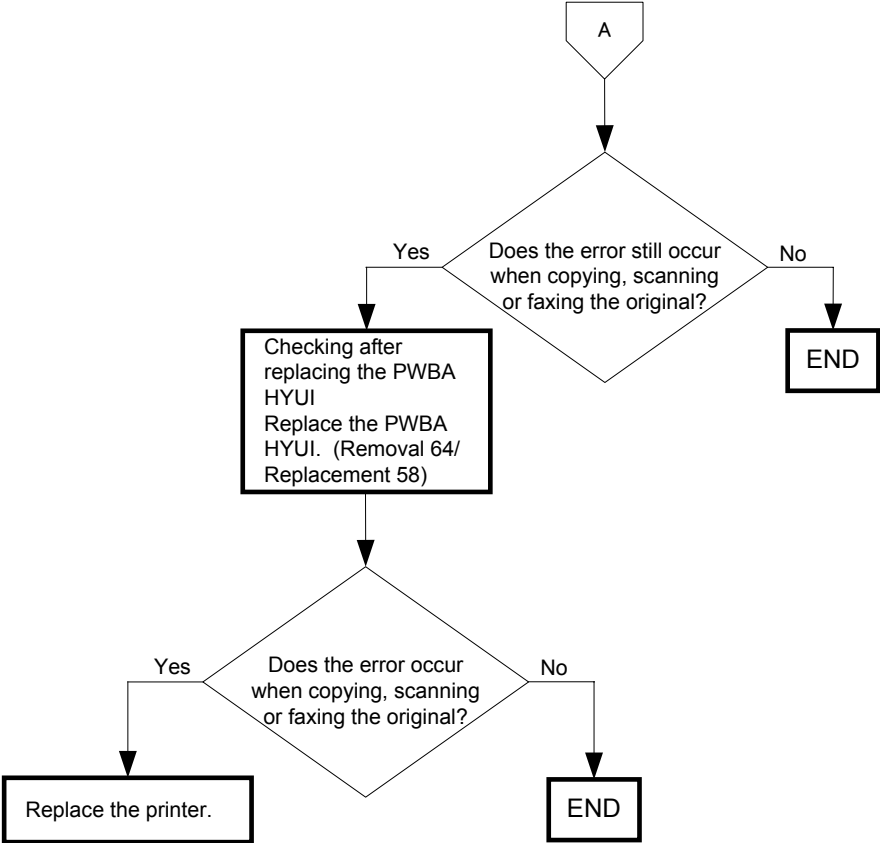 A
Does the error still occur
when copying, scanning
or faxing the original?
Yes
No
Checking after
replacing the PWBA
HYUI
Replace the PWBA
HYUI. (Removal 64/
Replacement 58)
END
Does the error occur
when copying, scanning
or faxing the original?
Yes
No
Replace the printer.
END